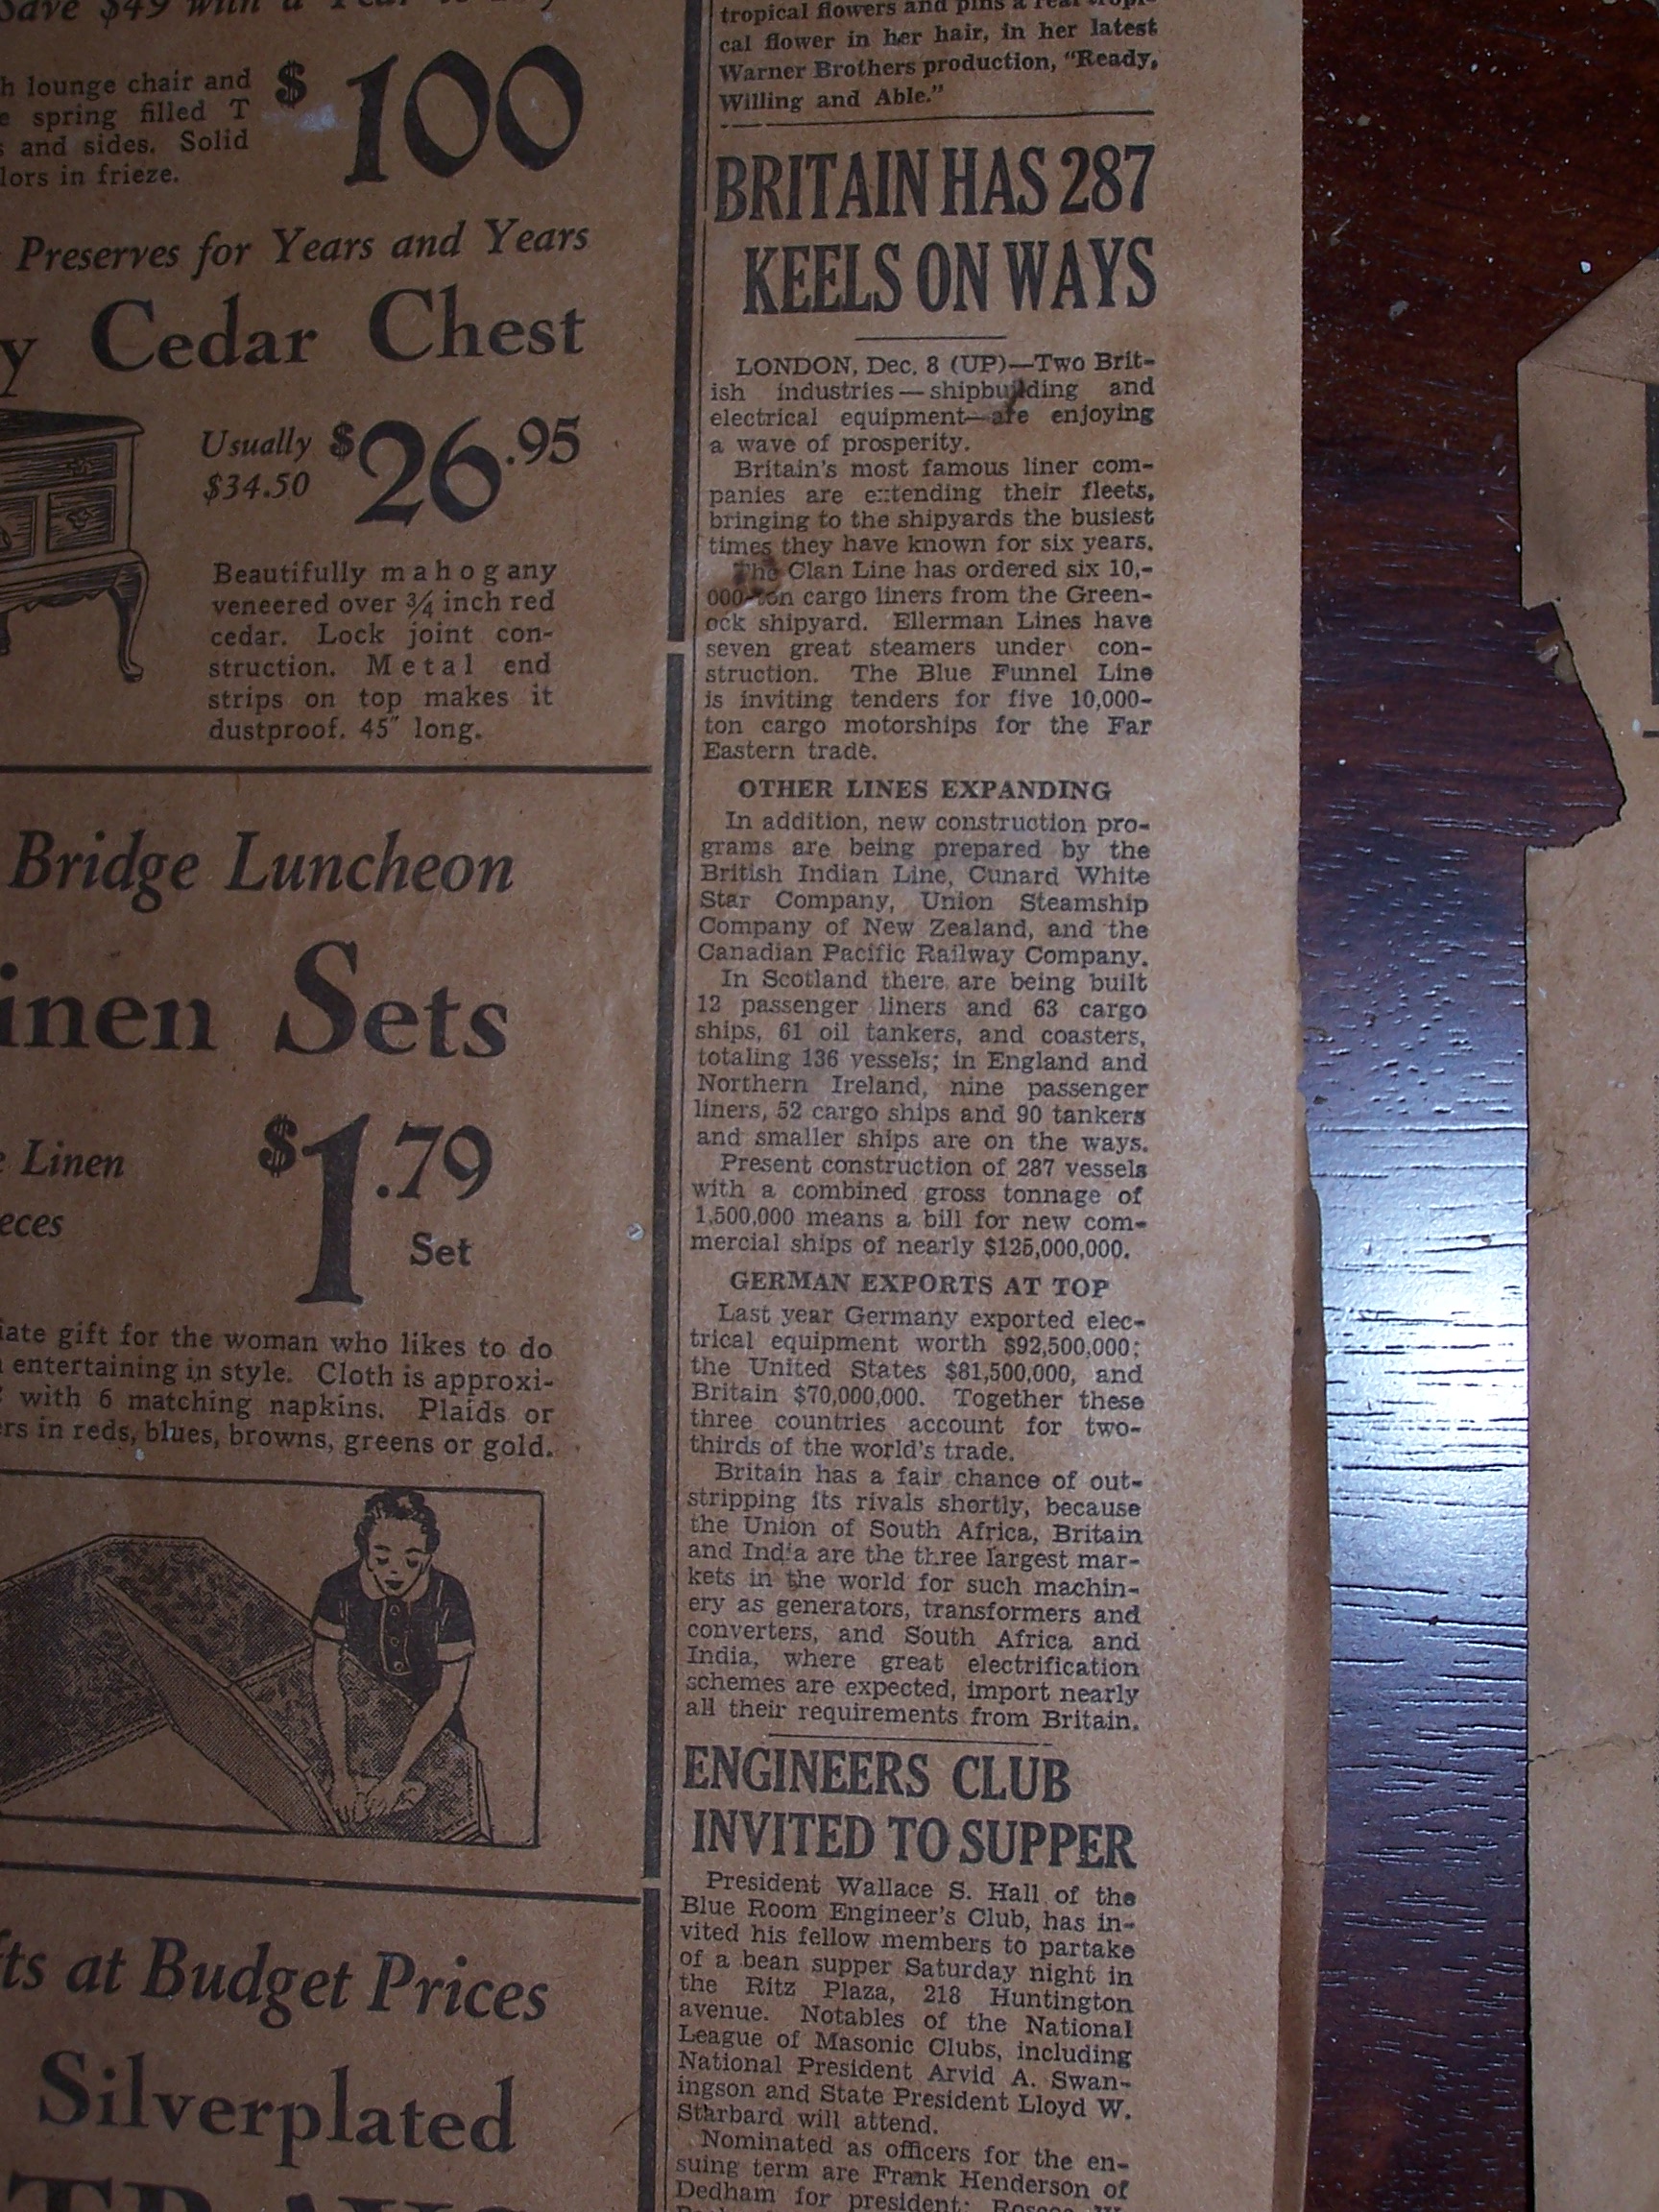 Save $49 with a
h lounge chair and
e spring filled T
s and sides. Solid
lors in frieze.
$100
Preserves for Years and Years
y Cedar Chest
Usually
$34.50
$26.95
Beautifully mahogany
veneered over ¾ inch red
cedar. Lock joint con-
struction. Metal end
strips on top makes it
dustproof. 45" long.
Bridge Luncheon
inen Sets
e Linen
eces
$1.79
Set
iate gift for the woman who likes to do
entertaining in style. Cloth is approxi-
with 6 matching napkins. Plaids or
rs in reds, blues, browns, greens or gold.
ts at Budget Prices
Silverplated
tropical flowers and pins a real tropi-
cal flower in her hair, in her latest
Warner Brothers production, "Ready,
Willing and Able."
BRITAIN HAS 287
KEELS ON WAYS
LONDON, Dec. 8 (UP)—Two Brit-
ish industries—shipbuilding and
electrical equipment—are enjoying
a wave of prosperity.
Britain's most famous liner com-
panies are extending their fleets,
bringing to the shipyards the busiest
times they have known for six years.
The Clan Line has ordered six 10,-
000-ton cargo liners from the Green-
ock shipyard. Ellerman Lines have
seven great steamers under con-
struction. The Blue Funnel Line
is inviting tenders for five 10,000-
ton cargo motorships for the Far
Eastern trade.
OTHER LINES EXPANDING
In addition, new construction pro-
grams are being prepared by the
British Indian Line, Cunard White
Star Company, Union Steamship
Company of New Zealand, and the
Canadian Pacific Railway Company.
In Scotland there are being built
12 passenger liners and 63 cargo
ships, 61 oil tankers, and coasters,
totaling 136 vessels; in England and
Northern Ireland, nine passenger
liners, 52 cargo ships and 90 tankers
and smaller ships are on the ways.
Present construction of 287 vessels
with a combined gross tonnage of
1,500,000 means a bill for new com-
mercial ships of nearly $125,000,000.
GERMAN EXPORTS AT TOP
Last year Germany exported elec-
trical equipment worth $92,500,000;
the United States $81,500,000, and
Britain $70,000,000. Together these
three countries account for two-
thirds of the world's trade.
Britain has a fair chance of out-
stripping its rivals shortly, because
the Union of South Africa, Britain
and India are the three largest mar-
kets in the world for such machin-
ery as generators, transformers and
converters, and South Africa and
India, where great electrification
schemes are expected, import nearly
all their requirements from Britain.
ENGINEERS CLUB
INVITED TO SUPPER
President Wallace S. Hall of the
Blue Room Engineer's Club, has in-
vited his fellow members to partake
of a bean supper Saturday night in
the Ritz Plaza, 218 Huntington
avenue. Notables of the National
League of Masonic Clubs, including
National President Arvid A. Swan-
ingson and State President Lloyd W.
Starbard will attend.
Nominated as officers for the en-
suing term are Frank Henderson of
Dedham for president; Roscoe W.